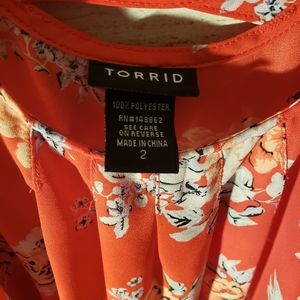 TORRID
100% POLYESTER
RN#148862
SEE CARE
ON REVERSE
MADE IN CHINA
2